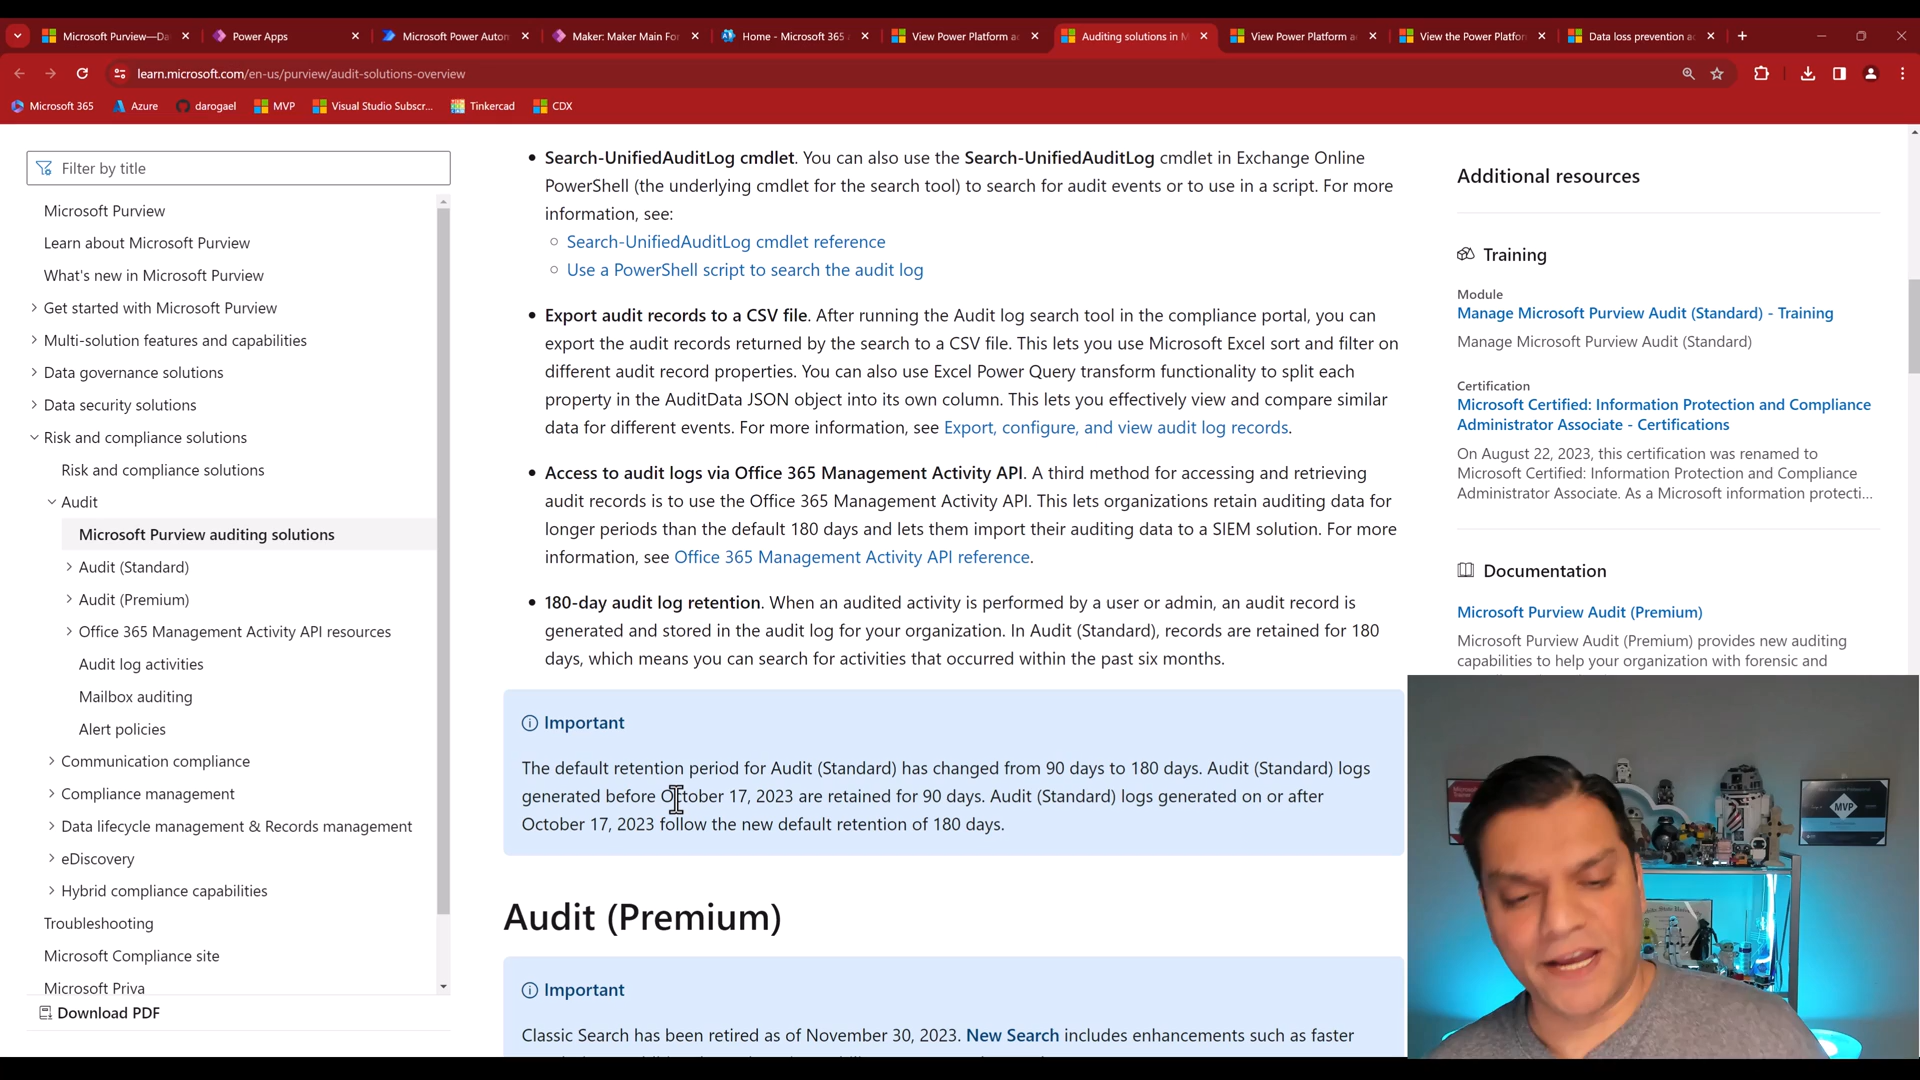 Microsoft Purview—Da
Power Apps
Microsoft Power Autom
Maker: Maker Main For
Home - Microsoft 365 a
View Power Platform a
Auditing solutions in M
View Power Platform a
View the Power Platfor
Data loss prevention ac
learn.microsoft.com/en-us/purview/audit-solutions-overview
Microsoft 365
Azure
darogael
MVP
Visual Studio Subscr...
Tinkercad
CDX
Filter by title
Microsoft Purview
Learn about Microsoft Purview
What's new in Microsoft Purview
Get started with Microsoft Purview
Multi-solution features and capabilities
Data governance solutions
Data security solutions
Risk and compliance solutions
Risk and compliance solutions
Audit
Microsoft Purview auditing solutions
Audit (Standard)
Audit (Premium)
Office 365 Management Activity API resources
Audit log activities
Mailbox auditing
Alert policies
Communication compliance
Compliance management
Data lifecycle management & Records management
eDiscovery
Hybrid compliance capabilities
Troubleshooting
Microsoft Compliance site
Microsoft Priva
Download PDF
• Search-UnifiedAuditLog cmdlet. You can also use the Search-UnifiedAuditLog cmdlet in Exchange Online
PowerShell (the underlying cmdlet for the search tool) to search for audit events or to use in a script. For more
information, see:
○ Search-UnifiedAuditLog cmdlet reference
○ Use a PowerShell script to search the audit log
• Export audit records to a CSV file. After running the Audit log search tool in the compliance portal, you can
export the audit records returned by the search to a CSV file. This lets you use Microsoft Excel sort and filter on
different audit record properties. You can also use Excel Power Query transform functionality to split each
property in the AuditData JSON object into its own column. This lets you effectively view and compare similar
data for different events. For more information, see Export, configure, and view audit log records.
• Access to audit logs via Office 365 Management Activity API. A third method for accessing and retrieving
audit records is to use the Office 365 Management Activity API. This lets organizations retain auditing data for
longer periods than the default 180 days and lets them import their auditing data to a SIEM solution. For more
information, see Office 365 Management Activity API reference.
• 180-day audit log retention. When an audited activity is performed by a user or admin, an audit record is
generated and stored in the audit log for your organization. In Audit (Standard), records are retained for 180
days, which means you can search for activities that occurred within the past six months.
Important
The default retention period for Audit (Standard) has changed from 90 days to 180 days. Audit (Standard) logs
generated before October 17, 2023 are retained for 90 days. Audit (Standard) logs generated on or after
October 17, 2023 follow the new default retention of 180 days.
Audit (Premium)
Important
Classic Search has been retired as of November 30, 2023. New Search includes enhancements such as faster
Additional resources
Training
Module
Manage Microsoft Purview Audit (Standard) - Training
Manage Microsoft Purview Audit (Standard)
Certification
Microsoft Certified: Information Protection and Compliance
Administrator Associate - Certifications
On August 22, 2023, this certification was renamed to
Microsoft Certified: Information Protection and Compliance
Administrator Associate. As a Microsoft information protecti...
Documentation
Microsoft Purview Audit (Premium)
Microsoft Purview Audit (Premium) provides new auditing
capabilities to help your organization with forensic and
MVP